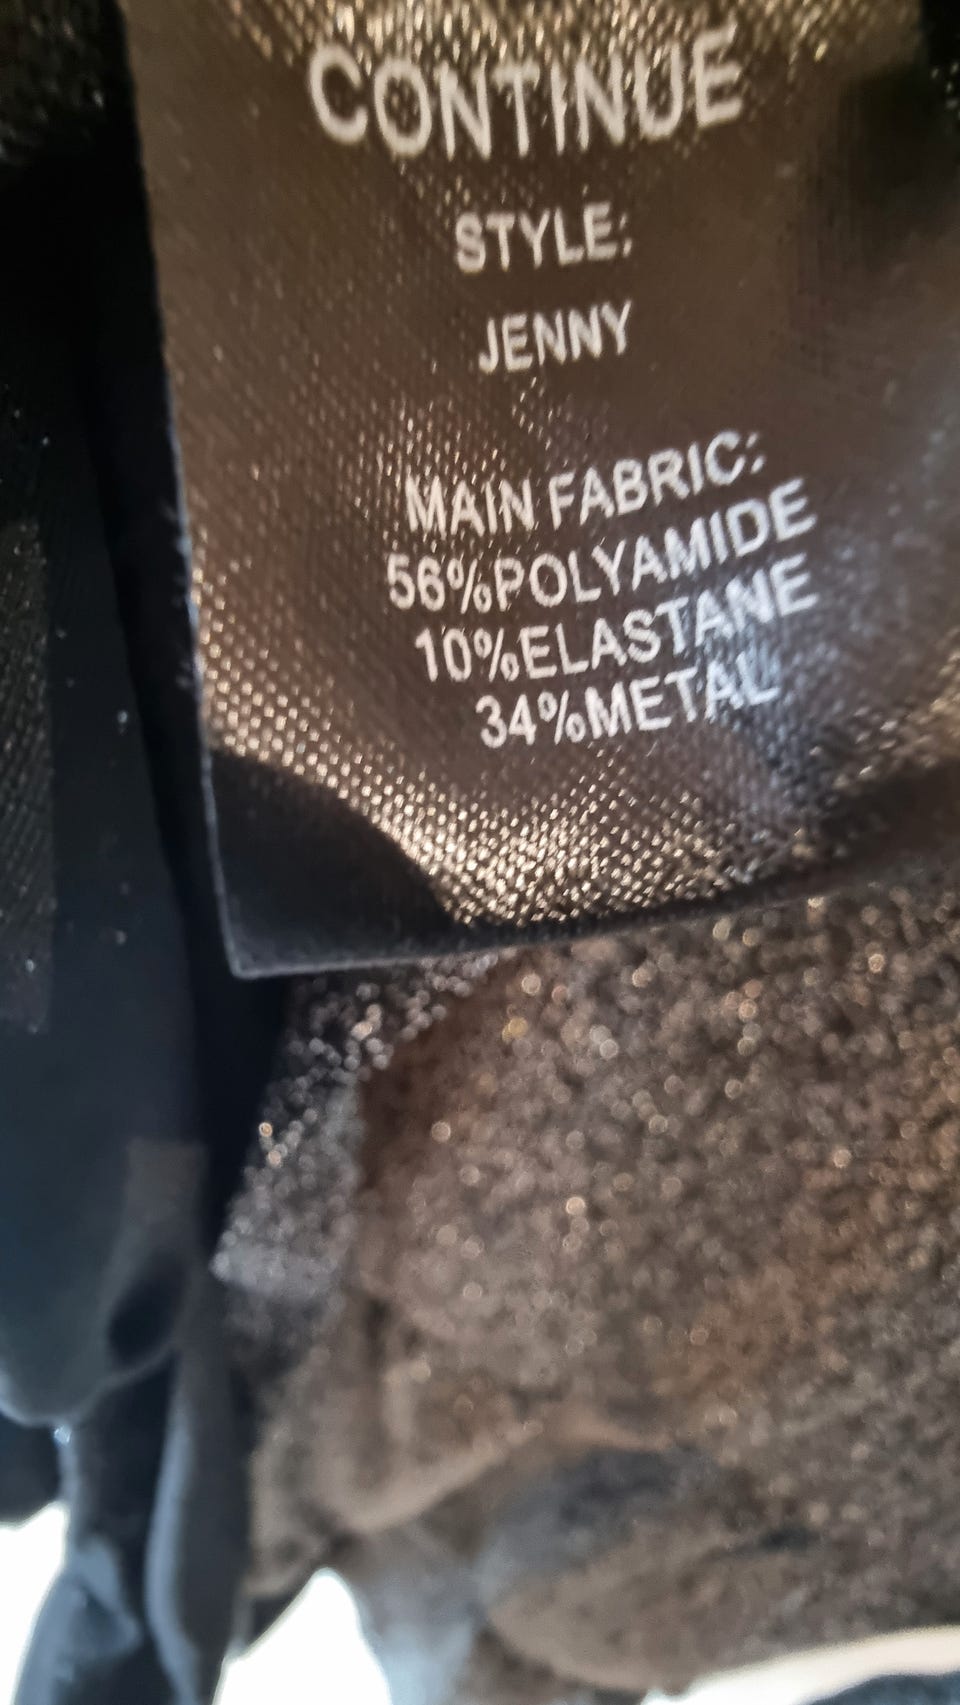 CONTINUE
STYLE:
JENNY
MAIN FABRIC:
56%POLYAMIDE
10%ELASTANE
34%METAL